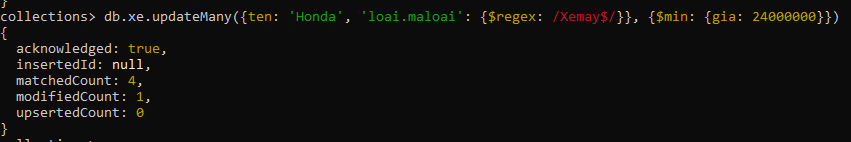 collections> db.xe.updateMany({ten: 'Honda', 'loai.maloai': {$regex: /Xemay$/}}, {$min: {gia: 24000000}})
{
  acknowledged: true,
  insertedId: null,
  matchedCount: 4,
  modifiedCount: 1,
  upsertedCount: 0
}